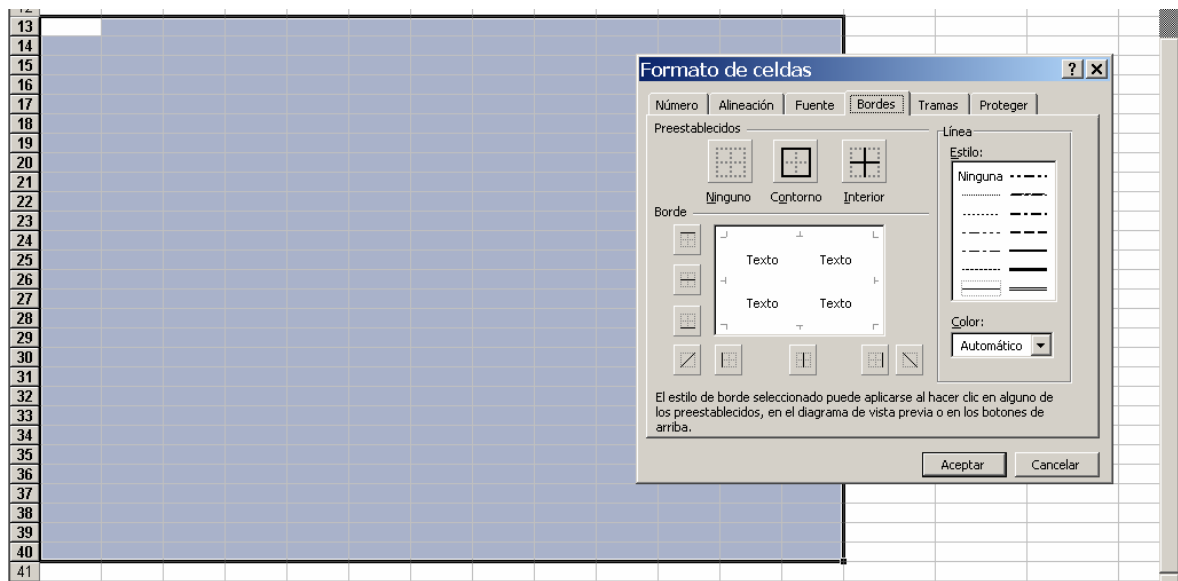 12
13
14
15
16
17
18
19
20
21
22
23
24
25
26
27
28
29
30
31
32
33
34
35
36
37
38
39
40
41
Formato de celdas ? X
Número Alineación Fuente Bordes Tramas Proteger
Preestablecidos
Ninguno Contorno Interior
Borde
Texto Texto
Texto Texto
Línea
Estilo:
Ninguna
Color:
Automático
El estilo de borde seleccionado puede aplicarse al hacer clic en alguno de
los preestablecidos, en el diagrama de vista previa o en los botones de
arriba.
Aceptar Cancelar